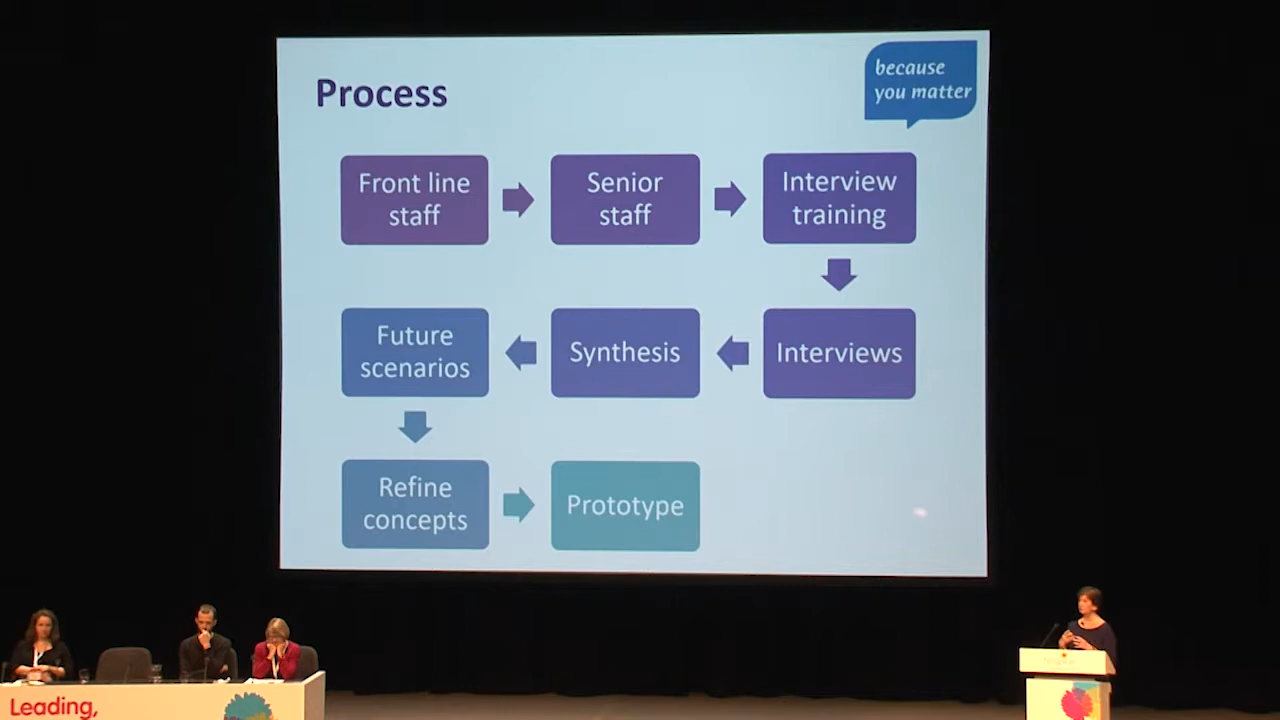 Process
because
you matter
Front line
staff
Senior
staff
Interview
training
Future
scenarios
Synthesis
Interviews
Refine
concepts
Prototype
Leading,